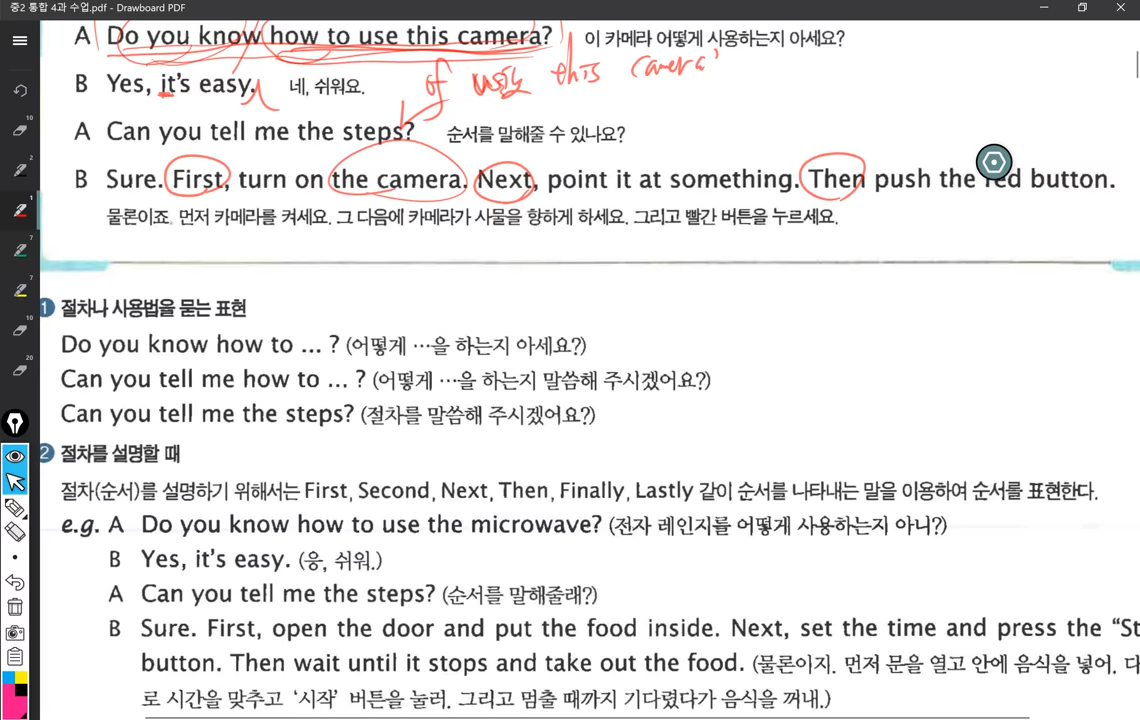 중2 통합 4과 수업.pdf - Drawboard PDF
A Do you know how to use this camera? 이 카메라 어떻게 사용하는지 아세요?
B Yes, it's easy. 네, 쉬워요.
of using this camera
A Can you tell me the steps? 순서를 말해줄 수 있나요?
B Sure. First, turn on the camera. Next, point it at something. Then push the red button.
물론이죠. 먼저 카메라를 켜세요. 그 다음에 카메라가 사물을 향하게 하세요. 그리고 빨간 버튼을 누르세요.
1 절차나 사용법을 묻는 표현
Do you know how to ... ? (어떻게 …을 하는지 아세요?)
Can you tell me how to ... ? (어떻게 …을 하는지 말씀해 주시겠어요?)
Can you tell me the steps? (절차를 말씀해 주시겠어요?)
2 절차를 설명할 때
절차(순서)를 설명하기 위해서는 First, Second, Next, Then, Finally, Lastly 같이 순서를 나타내는 말을 이용하여 순서를 표현한다.
e.g. A Do you know how to use the microwave? (전자 레인지를 어떻게 사용하는지 아니?)
B Yes, it's easy. (응, 쉬워.)
A Can you tell me the steps? (순서를 말해줄래?)
B Sure. First, open the door and put the food inside. Next, set the time and press the "St
button. Then wait until it stops and take out the food. (물론이지. 먼저 문을 열고 안에 음식을 넣어. 다
로 시간을 맞추고 '시작' 버튼을 눌러. 그리고 멈출 때까지 기다렸다가 음식을 꺼내.)
10
2
1
7
7
10
20